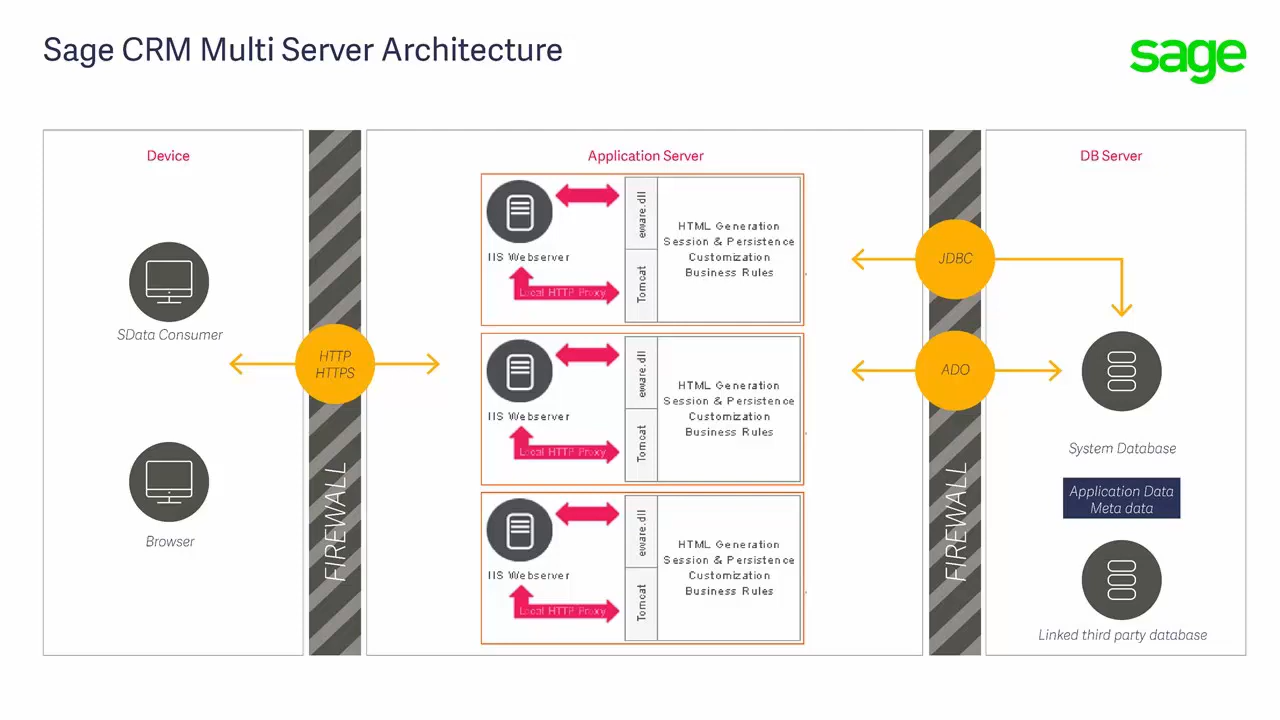 Sage CRM Multi Server Architecture
sage
Device
SData Consumer
Browser
HTTP
HTTPS
FIREWALL
Application Server
IIS Webserver
Local HTTP Proxy
eware.dll
Tomcat
HTML Generation
Session & Persistence
Customization
Business Rules
IIS Webserver
Local HTTP Proxy
eware.dll
Tomcat
HTML Generation
Session & Persistence
Customization
Business Rules
IIS Webserver
Local HTTP Proxy
eware.dll
Tomcat
HTML Generation
Session & Persistence
Customization
Business Rules
JDBC
ADO
FIREWALL
DB Server
System Database
Application Data
Meta data
Linked third party database